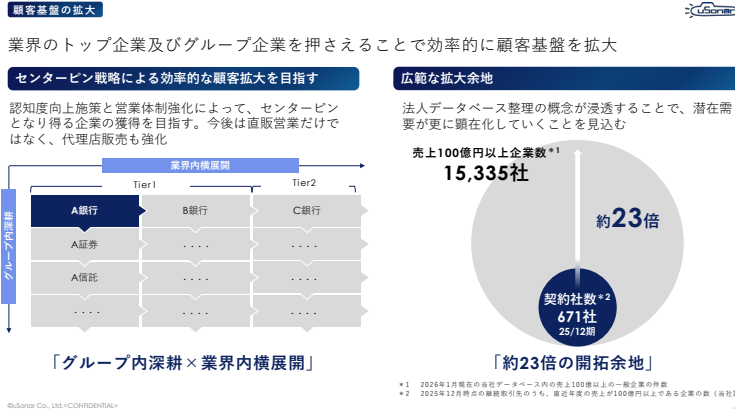 顧客基盤の拡大
uSonar
業界のトップ企業及びグループ企業を押さえることで効率的に顧客基盤を拡大
センターピン戦略による効率的な顧客拡大を目指す
認知度向上施策と営業体制強化によって、センターピン
となり得る企業の獲得を目指す。今後は直販営業だけで
はなく、代理店販売も強化
業界内横展開
Tier1
Tier2
グループ内深耕
A銀行
B銀行
C銀行
A証券
・・・・
・・・・
A信託
・・・・
・・・・
・・・・
・・・・
・・・・
「グループ内深耕×業界内横展開」
広範な拡大余地
法人データベース整理の概念が浸透することで、潜在需
要が更に顕在化していくことを見込む
売上100億円以上企業数*1
15,335社
約23倍
契約社数*2
671社
25/12期
「約23倍の開拓余地」
*1 2026年1月現在の当社データベース内の売上100億以上の一般企業の件数
*2 2025年12月時点の継続取引先のうち、直近年度の売上が100億円以上である企業の数（当社調
©uSonar Co., Ltd.<CONFIDENTIAL>